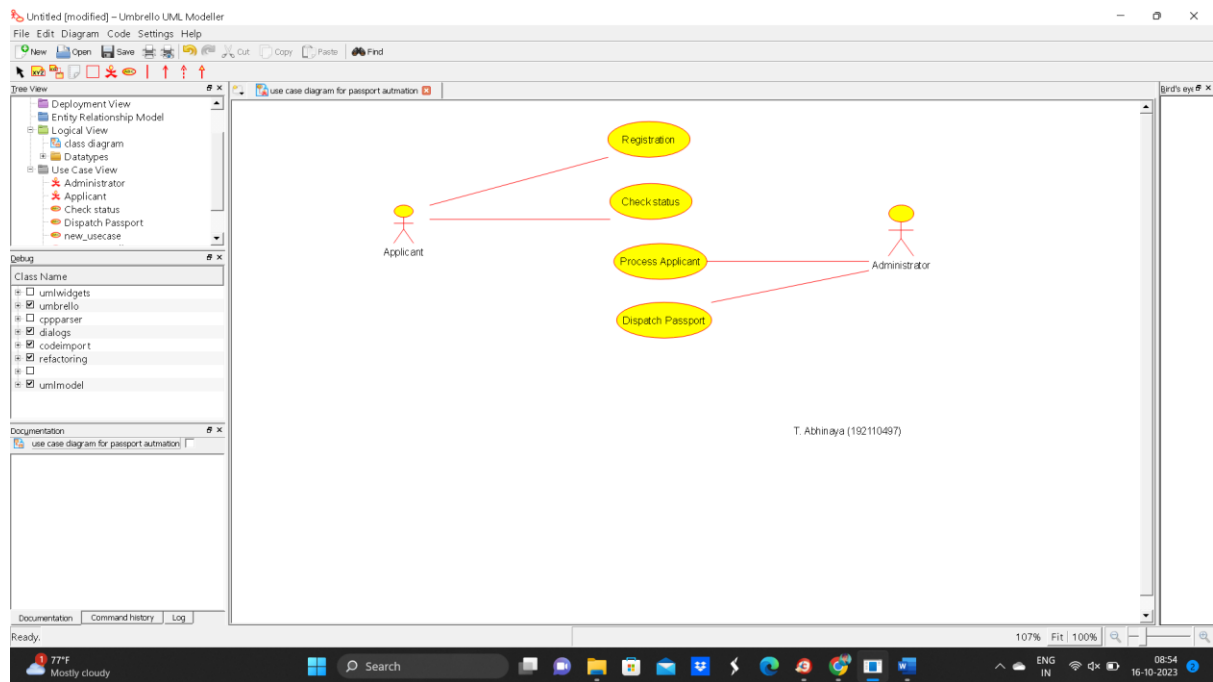 Untitled [modified] – Umbrello UML Modeller
File Edit Diagram Code Settings Help
New Open Save Cut Copy Paste Find
Tree View
use case diagram for passport autmation
Bird's eye
Deployment View
Entity Relationship Model
Logical View
class diagram
Datatypes
Use Case View
Administrator
Applicant
Check status
Dispatch Passport
new_usecase
Registration
Check status
Applicant
Process Applicant
Administrator
Dispatch Passport
T. Abhinaya (192110497)
Debug
Class Name
umlwidgets
umbrello
cppparser
dialogs
codeimport
refactoring
umlmodel
Documentation
use case diagram for passport autmation
Documentation Command history Log
Ready.
107% Fit 100%
1
77°F
Mostly cloudy
Search
ENG
IN
08:54
16-10-2023
2